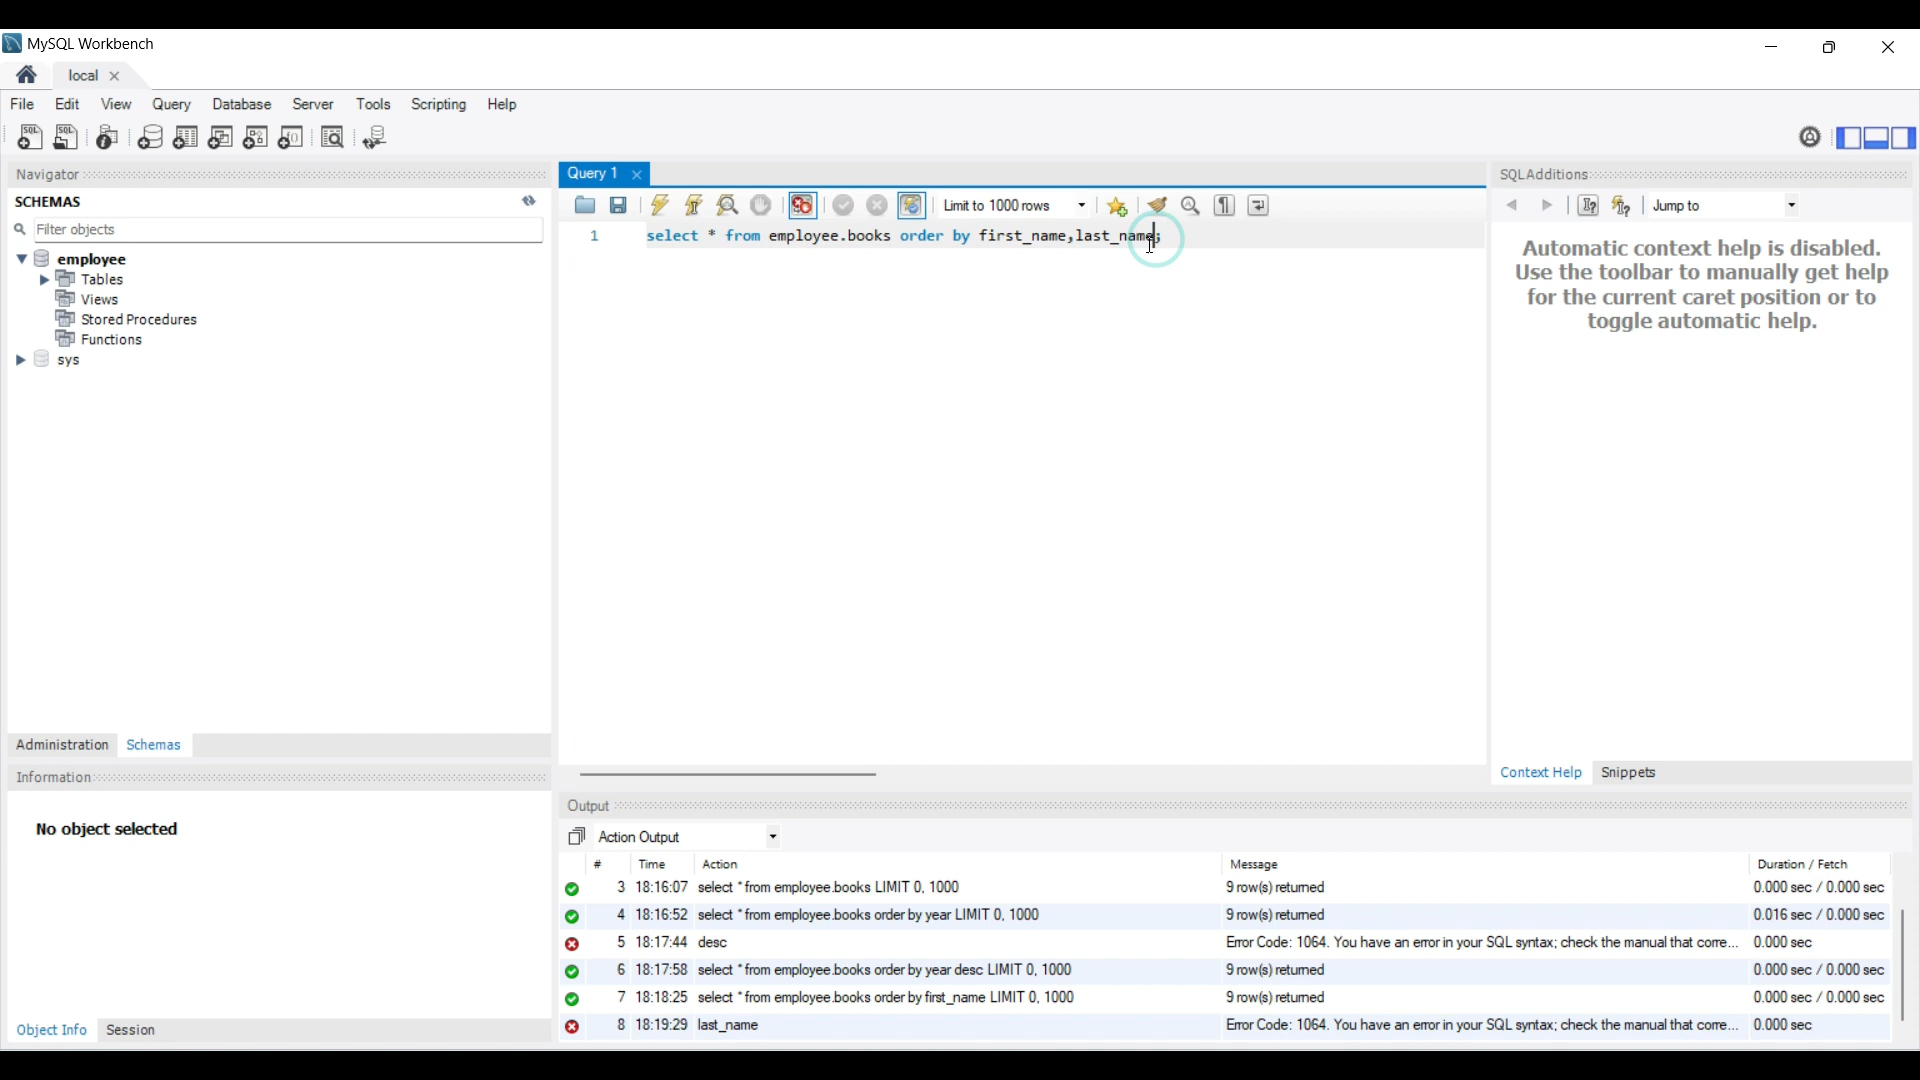 MySQL Workbench
local
File Edit View Query Database Server Tools Scripting Help
SQL SQL
Navigator
SCHEMAS
Filter objects
employee
Tables
Views
Stored Procedures
Functions
sys
Administration Schemas
Information
No object selected
Object Info Session
Query 1
Limit to 1000 rows
1 select * from employee.books order by first_name,last_name;
SQLAdditions
Jump to
Automatic context help is disabled.
Use the toolbar to manually get help
for the current caret position or to
toggle automatic help.
Context Help Snippets
Output
Action Output
# Time Action Message Duration / Fetch
3 18:16:07 select * from employee.books LIMIT 0, 1000 9 row(s) returned 0.000 sec / 0.000 sec
4 18:16:52 select * from employee.books order by year LIMIT 0, 1000 9 row(s) returned 0.016 sec / 0.000 sec
5 18:17:44 desc Error Code: 1064. You have an error in your SQL syntax; check the manual that corre... 0.000 sec
6 18:17:58 select * from employee.books order by year desc LIMIT 0, 1000 9 row(s) returned 0.000 sec / 0.000 sec
7 18:18:25 select * from employee.books order by first_name LIMIT 0, 1000 9 row(s) returned 0.000 sec / 0.000 sec
8 18:19:29 last_name Error Code: 1064. You have an error in your SQL syntax; check the manual that corre... 0.000 sec